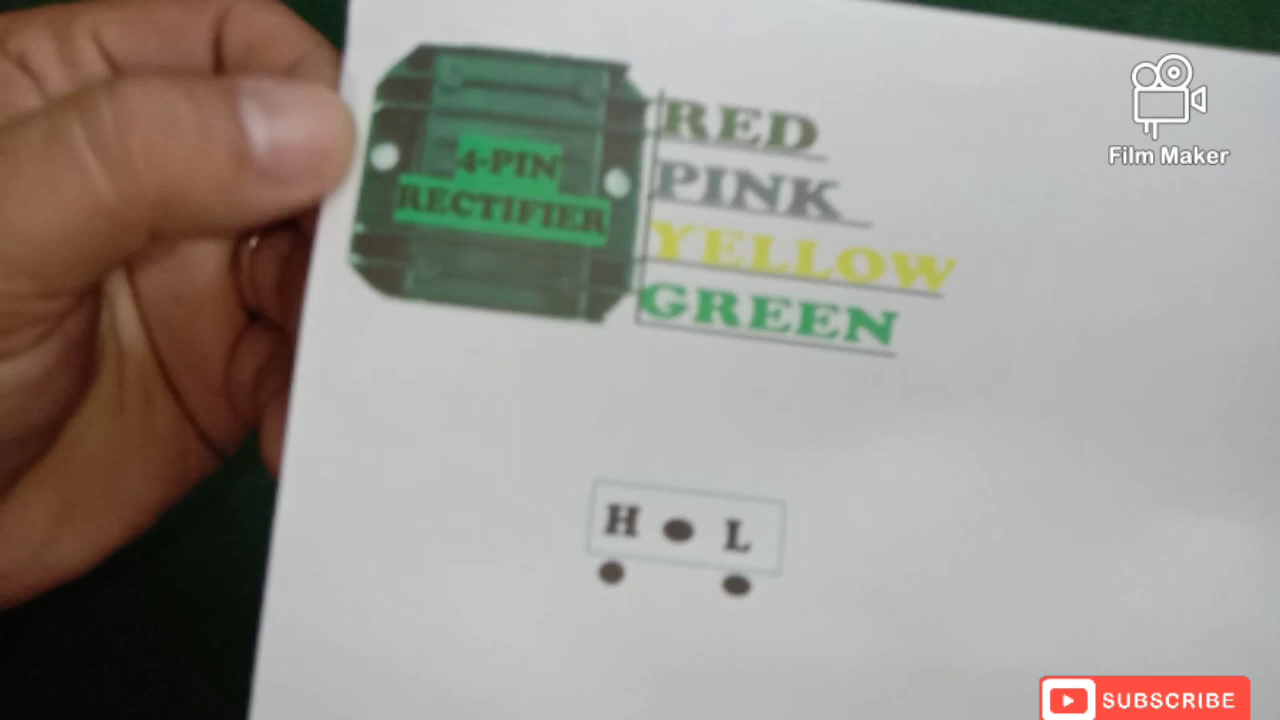 Film Maker
4-PIN
RECTIFIER
RED
PINK
YELLOW
GREEN
H L
SUBSCRIBE